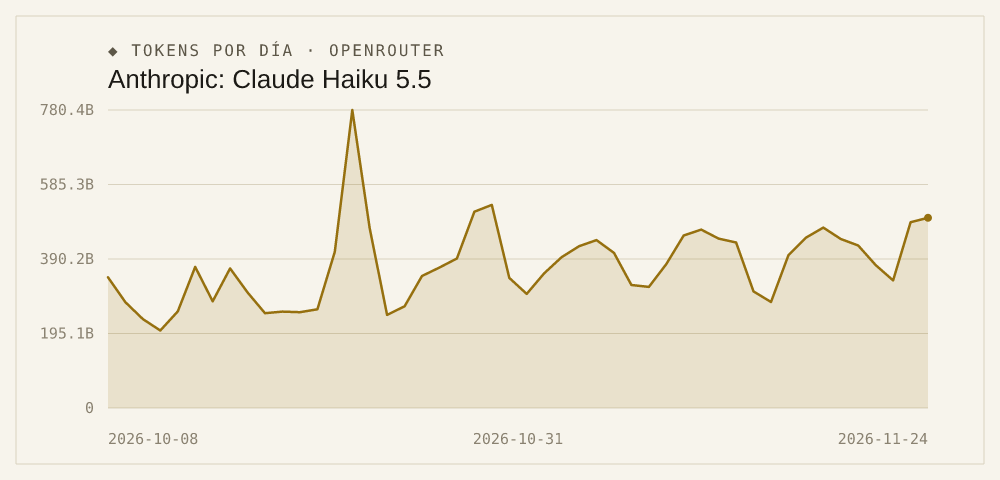 ◆ TOKENS POR DÍA · OPENROUTER
Anthropic: Claude Haiku 5.5
780.4B
585.3B
390.2B
195.1B
0
2026-10-08
2026-10-31
2026-11-24